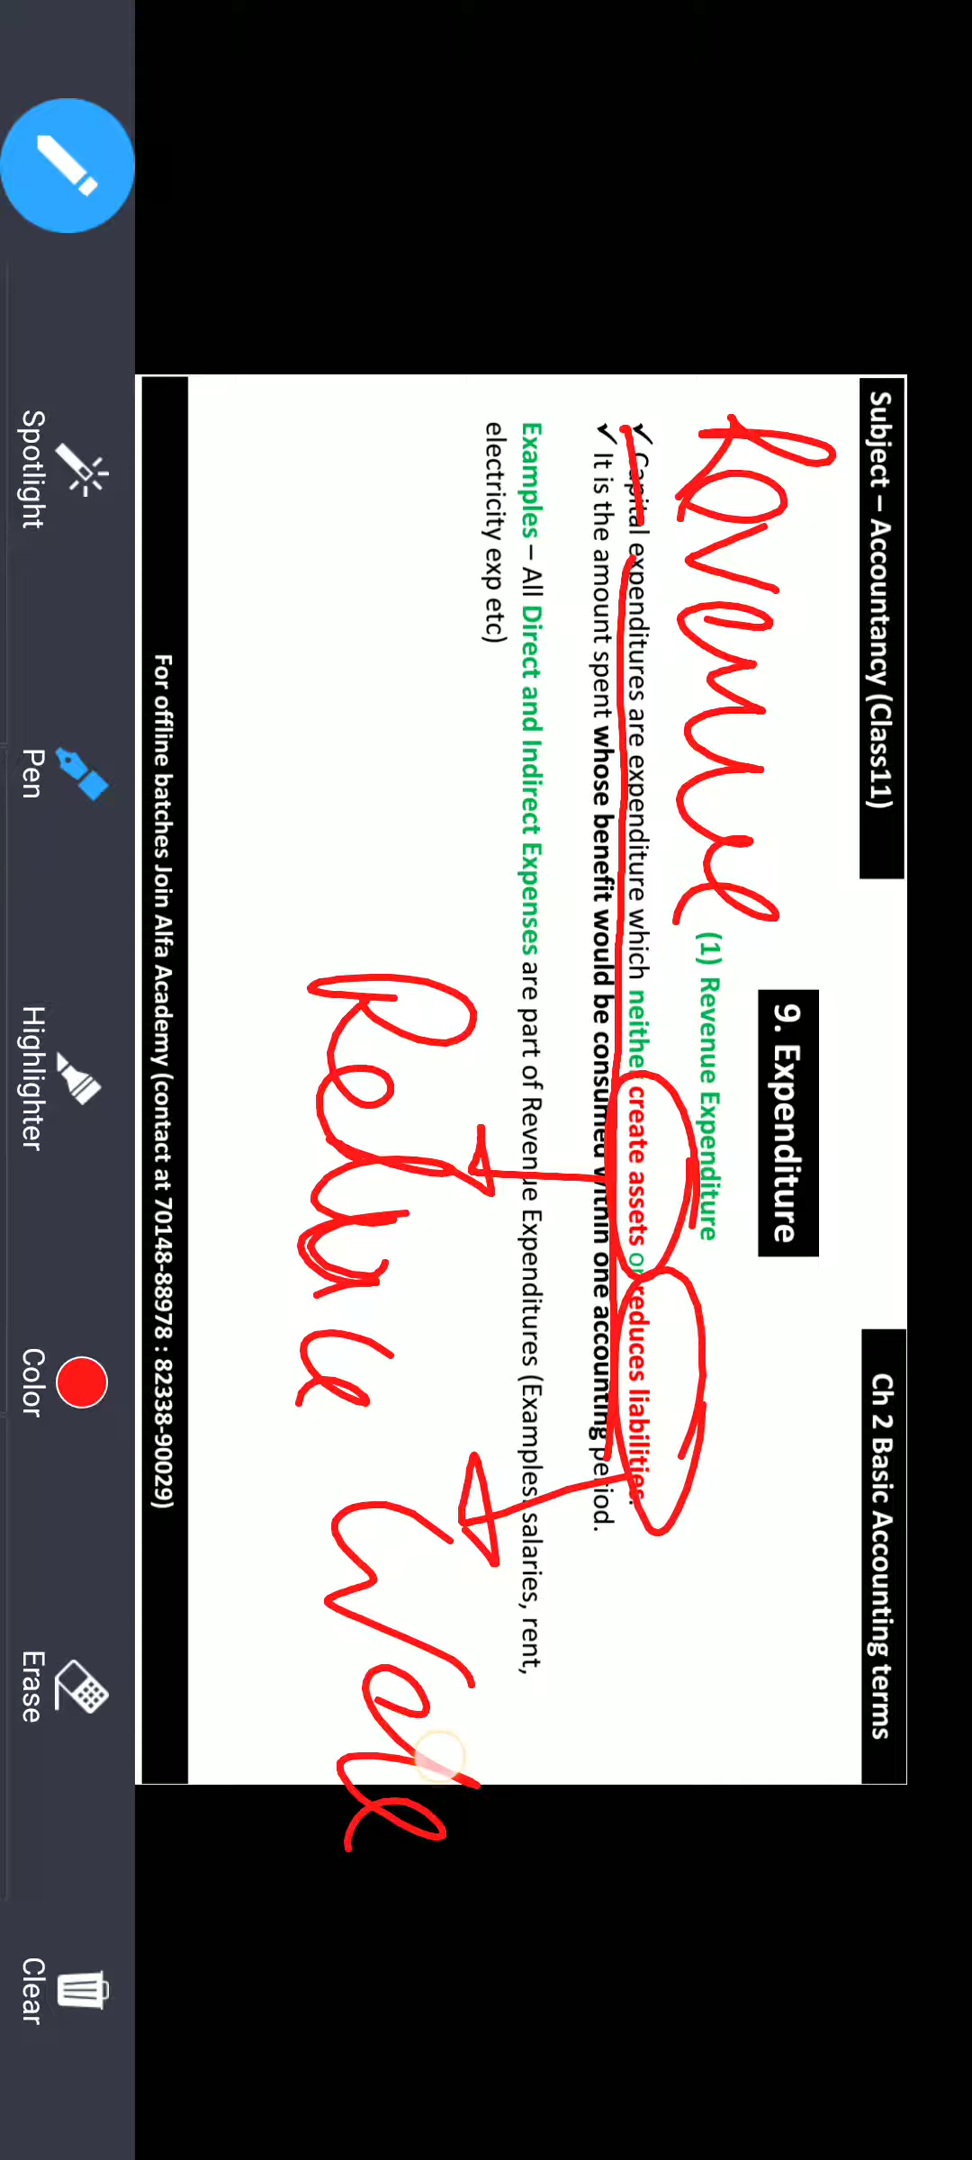 Subject – Accountancy (Class11)
Ch 2 Basic Accounting terms
9. Expenditure
Revenue
(1) Revenue Expenditure
✓ Capital expenditures are expenditure which neither create assets or reduces liabilities.
✓ It is the amount spent whose benefit would be consumed within one accounting period.
Examples – All Direct and Indirect Expenses are part of Revenue Expenditures (Examples: salaries, rent,
electricity exp etc)
For offline batches Join Alfa Academy (contact at 70148-88978 : 82338-90029)
Spotlight
Pen
Highlighter
Color
Erase
Clear